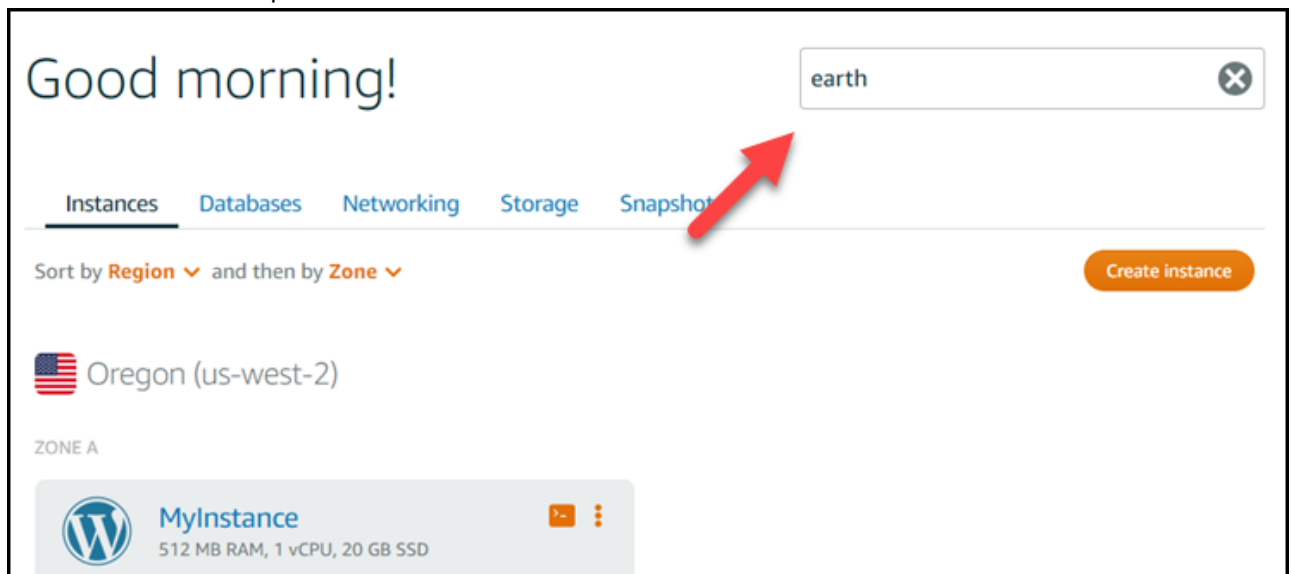 Good morning!
earth
Instances Databases Networking Storage Snapshot
Sort by Region and then by Zone
Create instance
Oregon (us-west-2)
ZONE A
MyInstance
512 MB RAM, 1 vCPU, 20 GB SSD